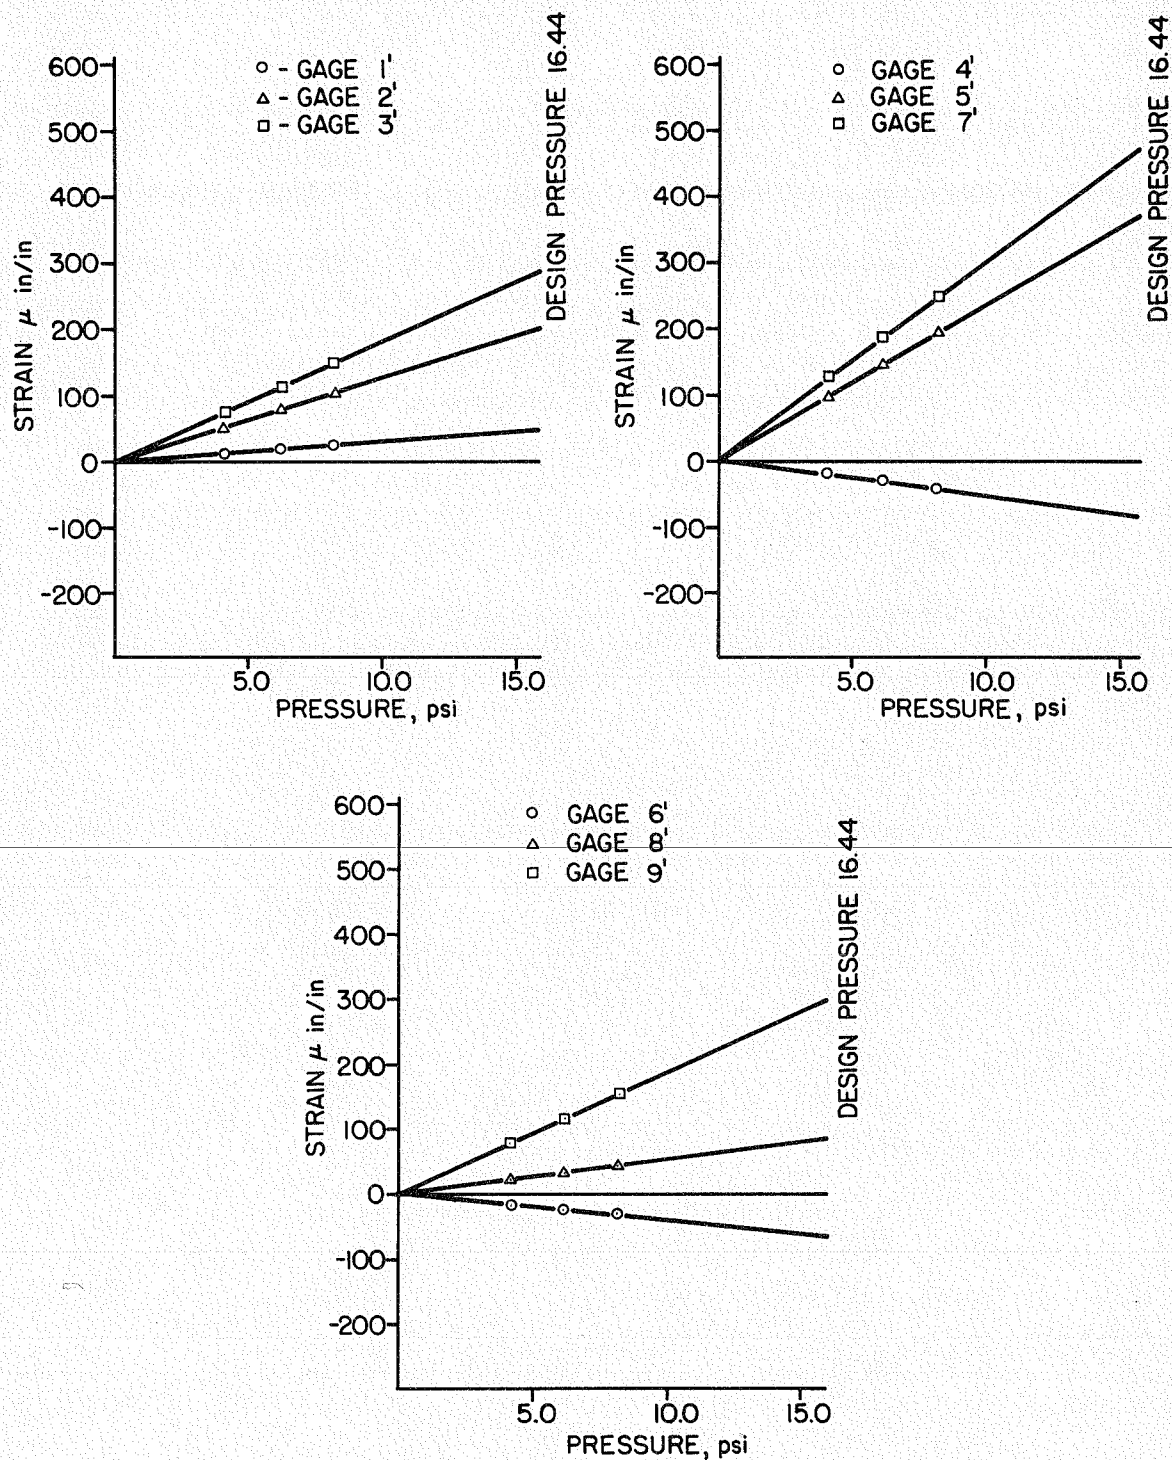 ○ - GAGE 1'
△ - GAGE 2'
□ - GAGE 3'
600
500
400
300
200
100
0
-100
-200
STRAIN μ in/in
5.0
10.0
15.0
PRESSURE, psi
DESIGN PRESSURE 16.44
○ GAGE 4'
△ GAGE 5'
□ GAGE 7'
600
500
400
300
200
100
0
-100
-200
STRAIN μ in/in
5.0
10.0
15.0
PRESSURE, psi
DESIGN PRESSURE 16.44
○ GAGE 6'
△ GAGE 8'
□ GAGE 9'
600
500
400
300
200
100
0
-100
-200
STRAIN μ in/in
5.0
10.0
15.0
PRESSURE, psi
DESIGN PRESSURE 16.44